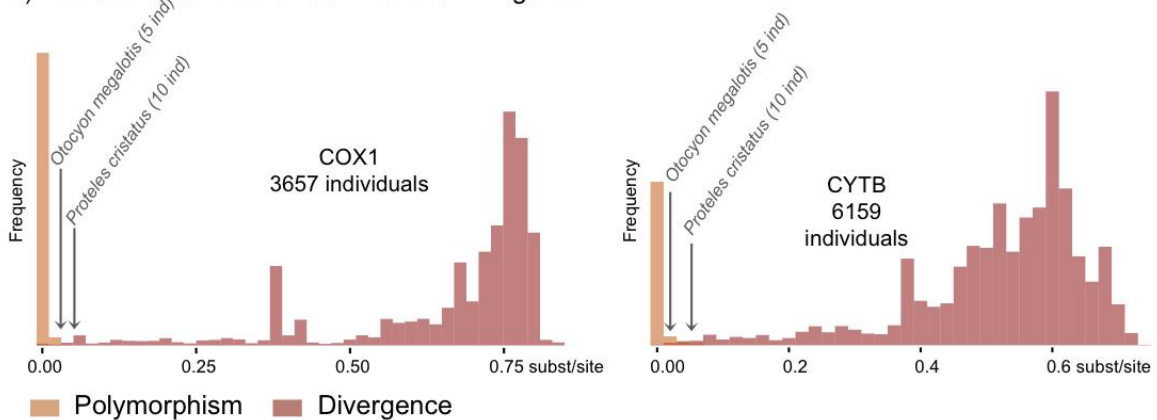 Otocyon megalotis (5 ind)
Proteles cristatus (10 ind)
COX1
3657 individuals
Frequency
0.00 0.25 0.50 0.75 subst/site
Otocyon megalotis (5 ind)
Proteles cristatus (10 ind)
CYTB
6159
individuals
Frequency
0.0 0.2 0.4 0.6 subst/site
Polymorphism Divergence